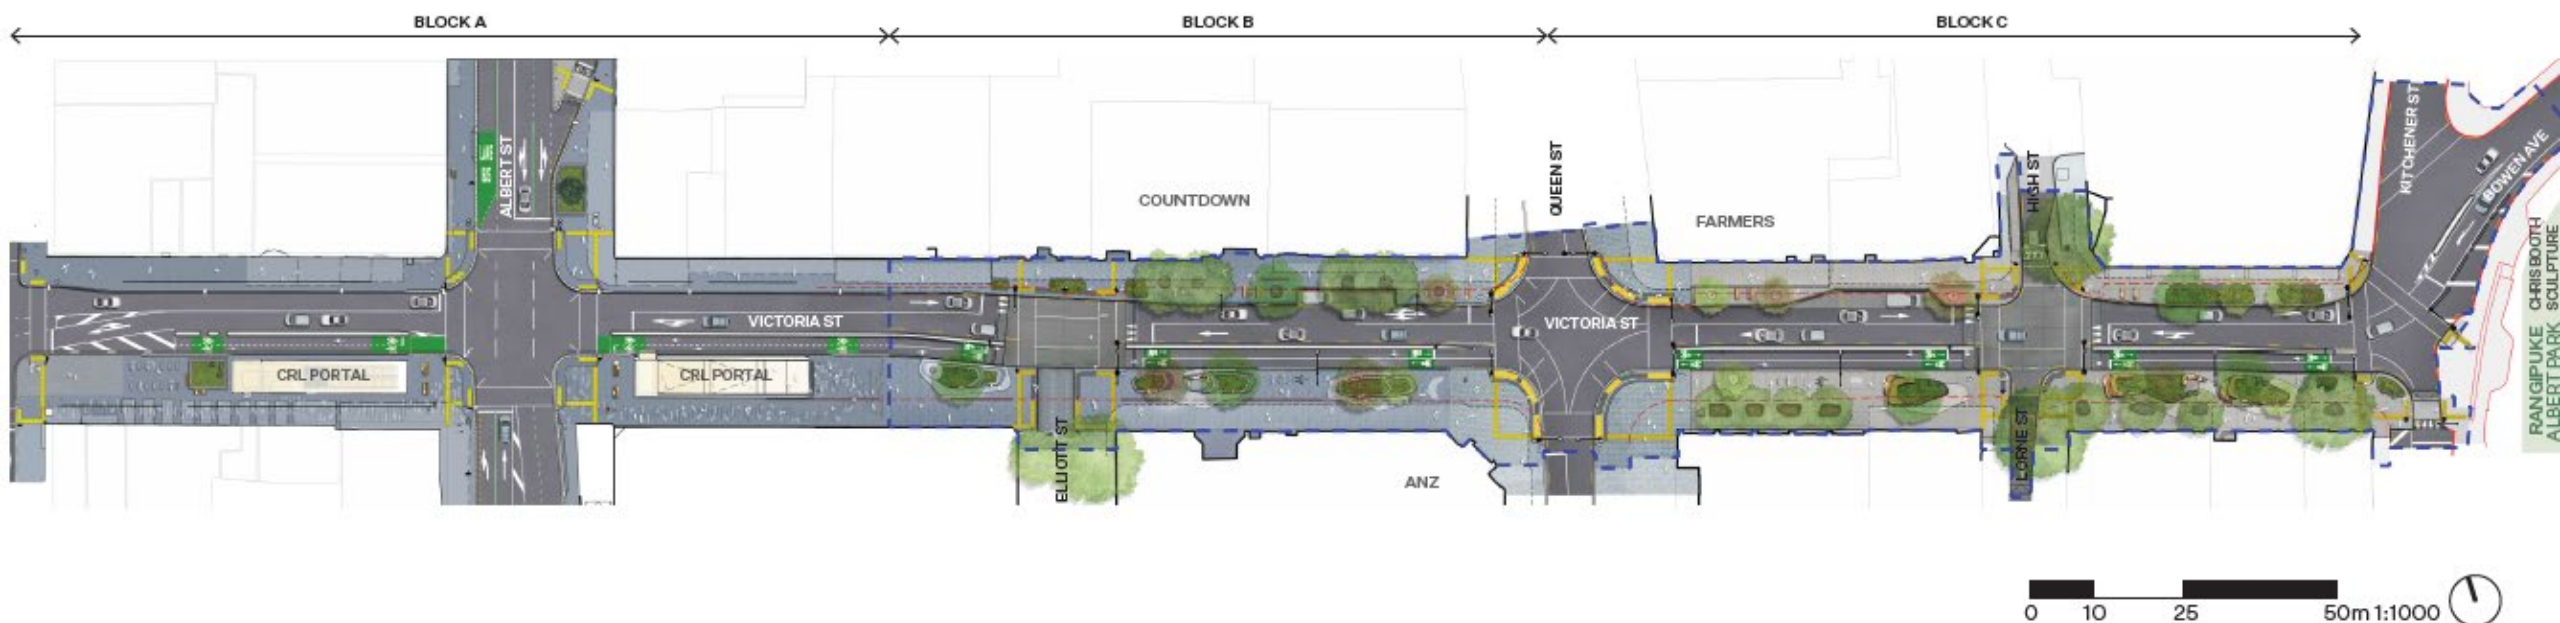 BLOCK A
BLOCK B
BLOCK C
ALBERT ST
QUEEN ST
HIGH ST
KITCHENER ST
BOWEN AVE
COUNTDOWN
FARMERS
RANGIPUKE
ALBERT PARK
CHRIS BOOTH
SCULPTURE
VICTORIA ST
VICTORIA ST
CRL PORTAL
CRL PORTAL
ELLIOTT ST
LORNE ST
ANZ
0 10 25 50m 1:1000